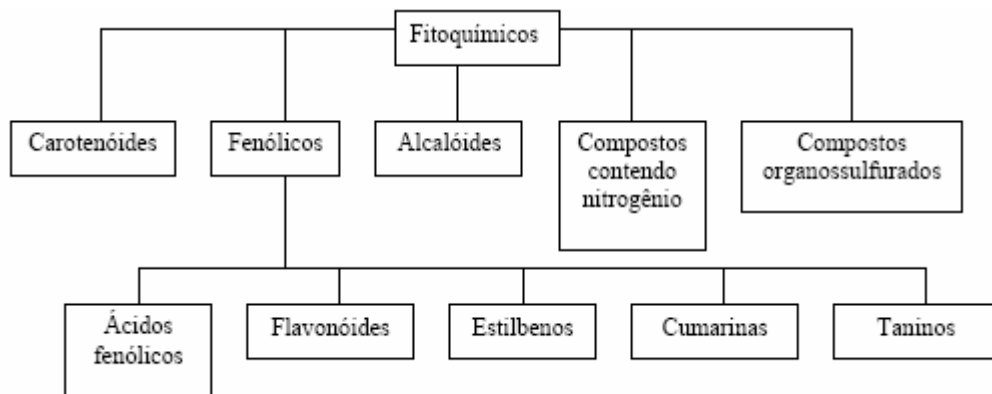 Fitoquímicos
Carotenóides
Fenólicos
Alcalóides
Compostos
contendo
nitrogênio
Compostos
organossulfurados
Ácidos
fenólicos
Flavonóides
Estilbenos
Cumarinas
Taninos